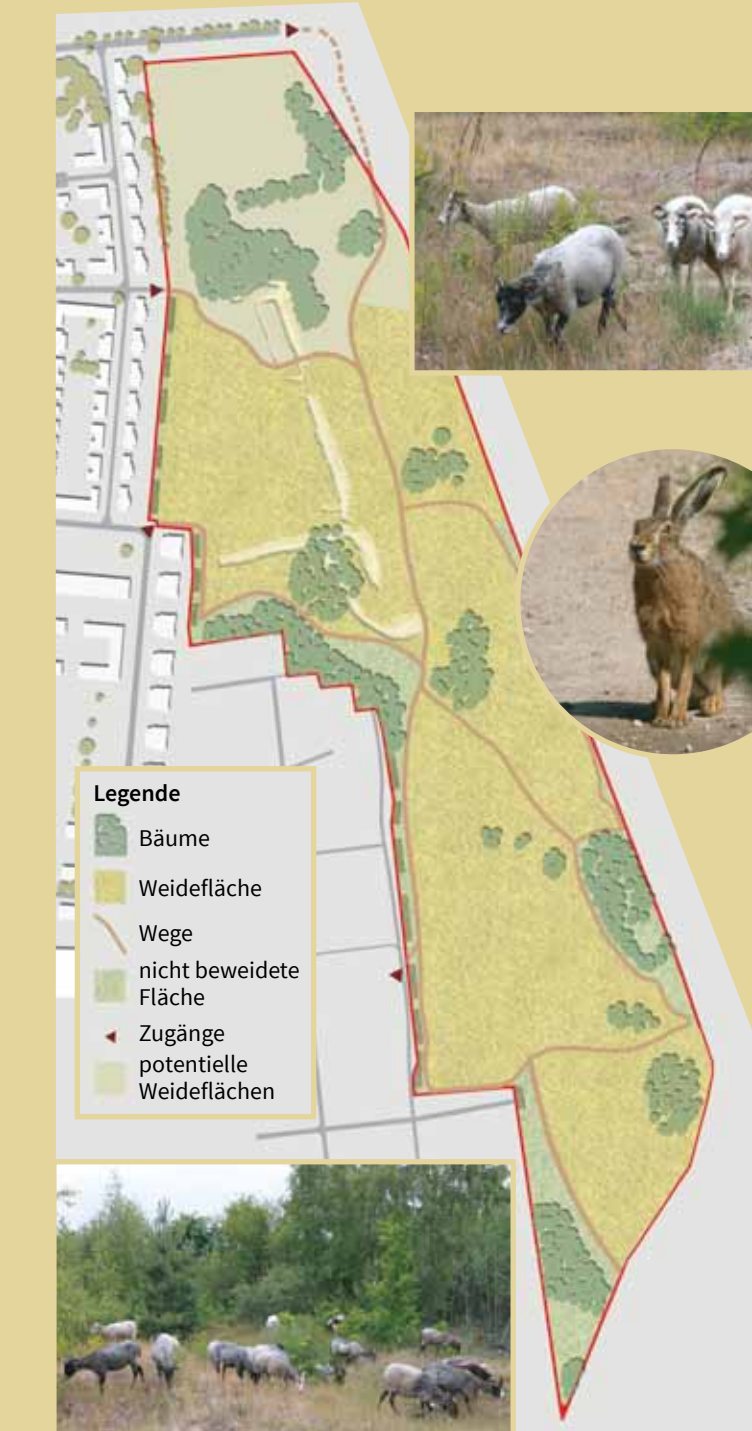 Legende
Bäume
Weidefläche
Wege
nicht beweidete
Fläche
Zugänge
potentielle
Weideflächen